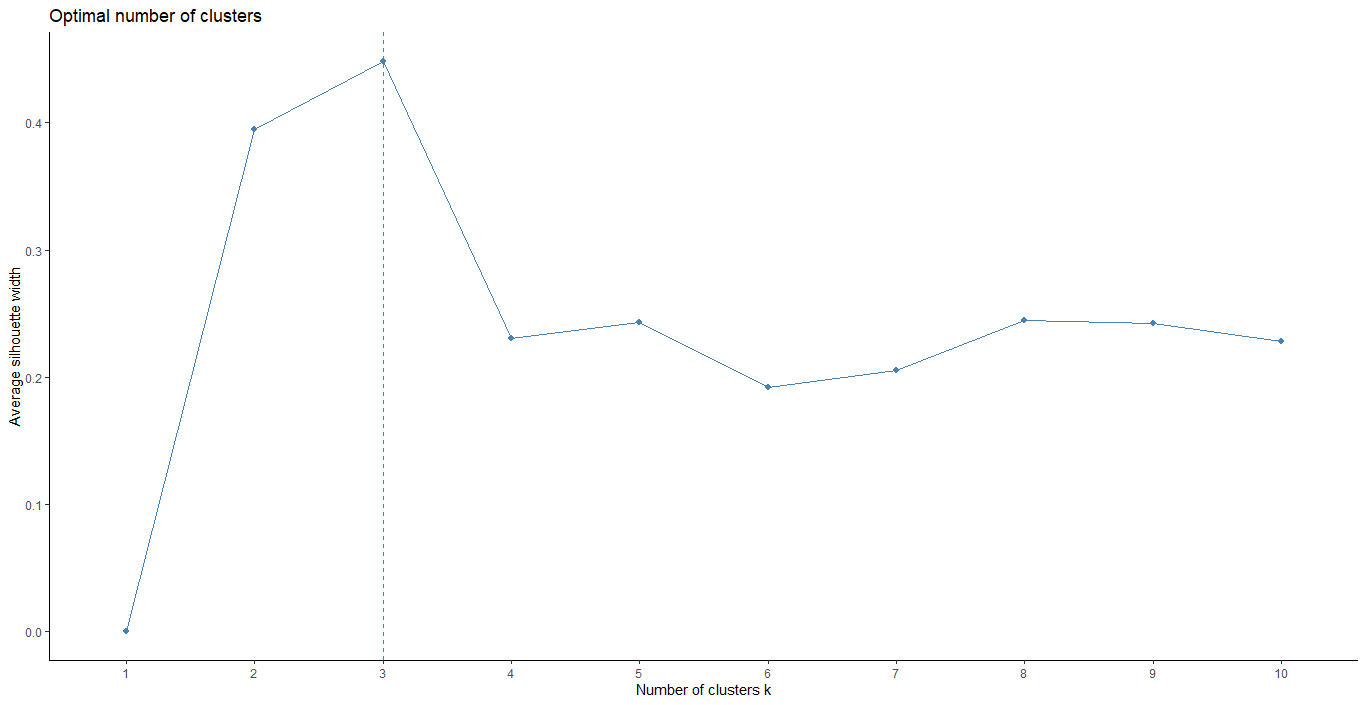 Optimal number of clusters
Average silhouette width
0.4
0.3
0.2
0.1
0.0
1 2 3 4 5 6 7 8 9 10
Number of clusters k